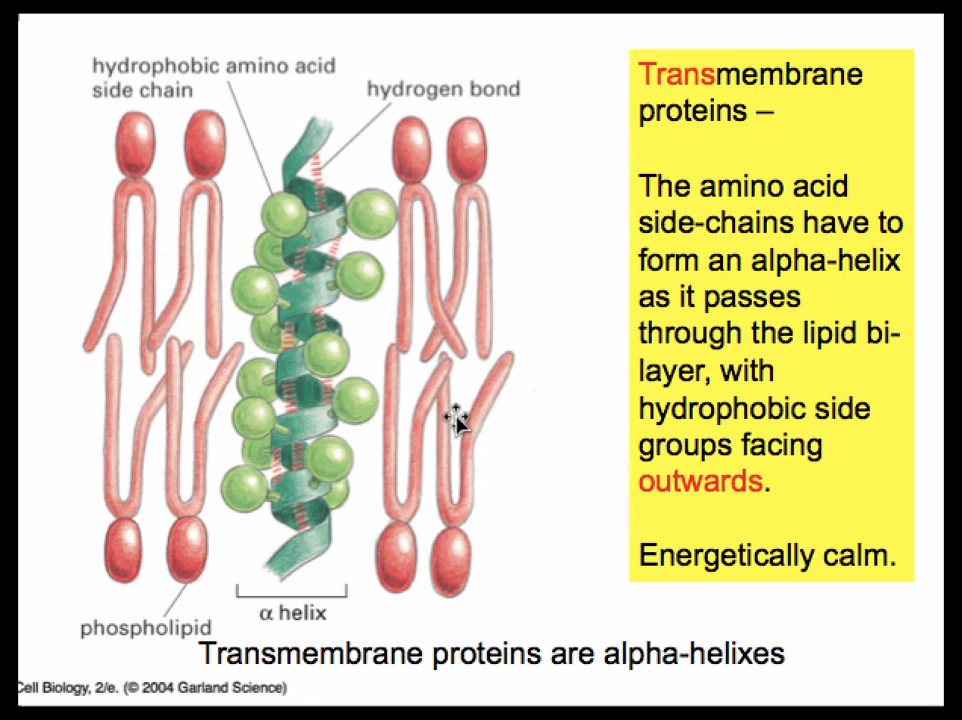 hydrophobic amino acid
side chain
hydrogen bond
Transmembrane
proteins –
The amino acid
side-chains have to
form an alpha-helix
as it passes
through the lipid bi-
layer, with
hydrophobic side
groups facing
outwards.
Energetically calm.
α helix
phospholipid
Transmembrane proteins are alpha-helixes
Cell Biology, 2/e. (© 2004 Garland Science)